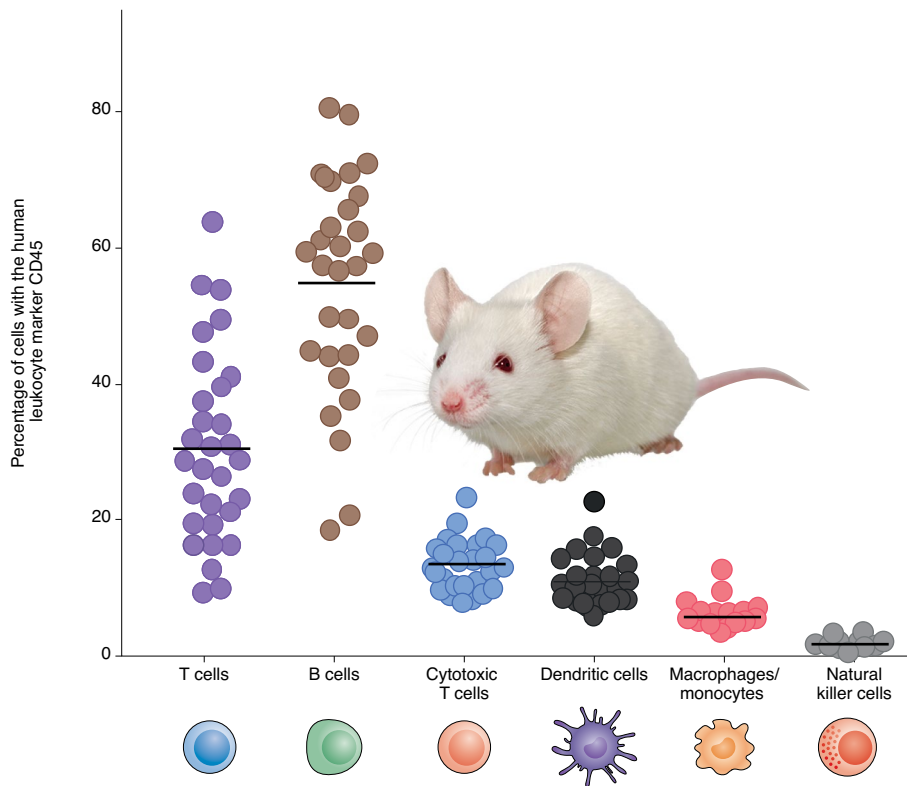 Percentage of cells with the human
leukocyte marker CD45
80
60
40
20
0
T cells
B cells
Cytotoxic
T cells
Dendritic cells
Macrophages/
monocytes
Natural
killer cells